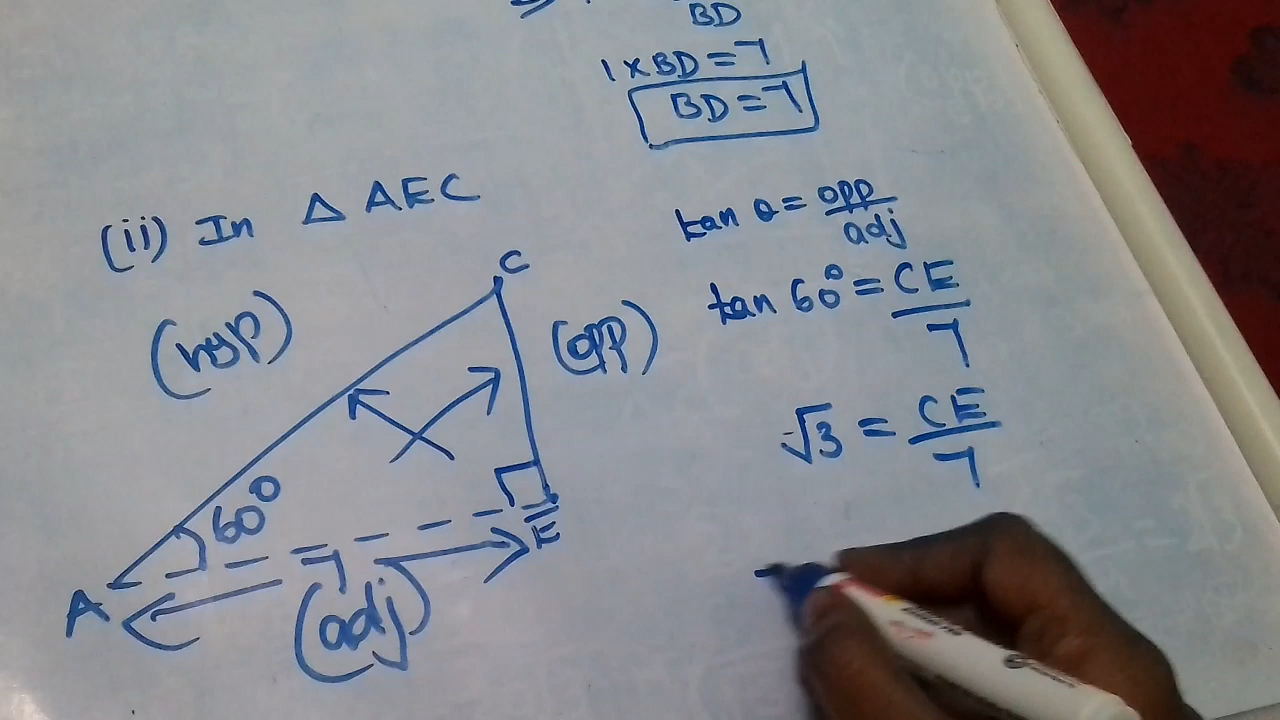 BD
1 × BD = 7
BD = 7
(ii) In Δ AEC
tan θ = opp/adj
tan 60° = CE/7
√3 = CE/7
C
(hyp)
(opp)
60°
E
A
7
(adj)